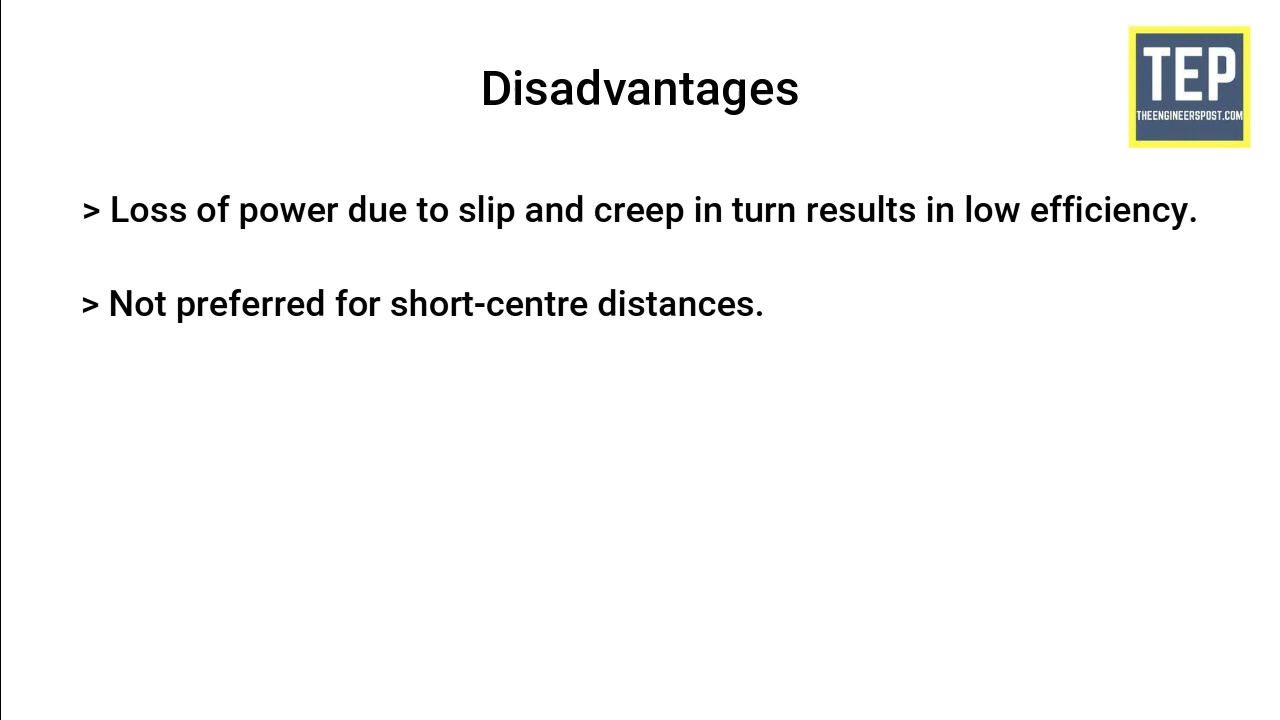 Disadvantages
TEP
THEENGINEERSPOST.COM
> Loss of power due to slip and creep in turn results in low efficiency.
> Not preferred for short-centre distances.